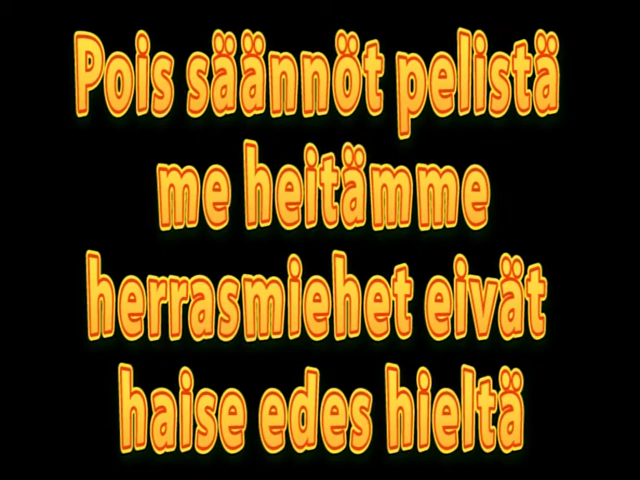 Pois säännöt pelistä
me heitämme
herrasmiehet eivät
haise edes hieltä